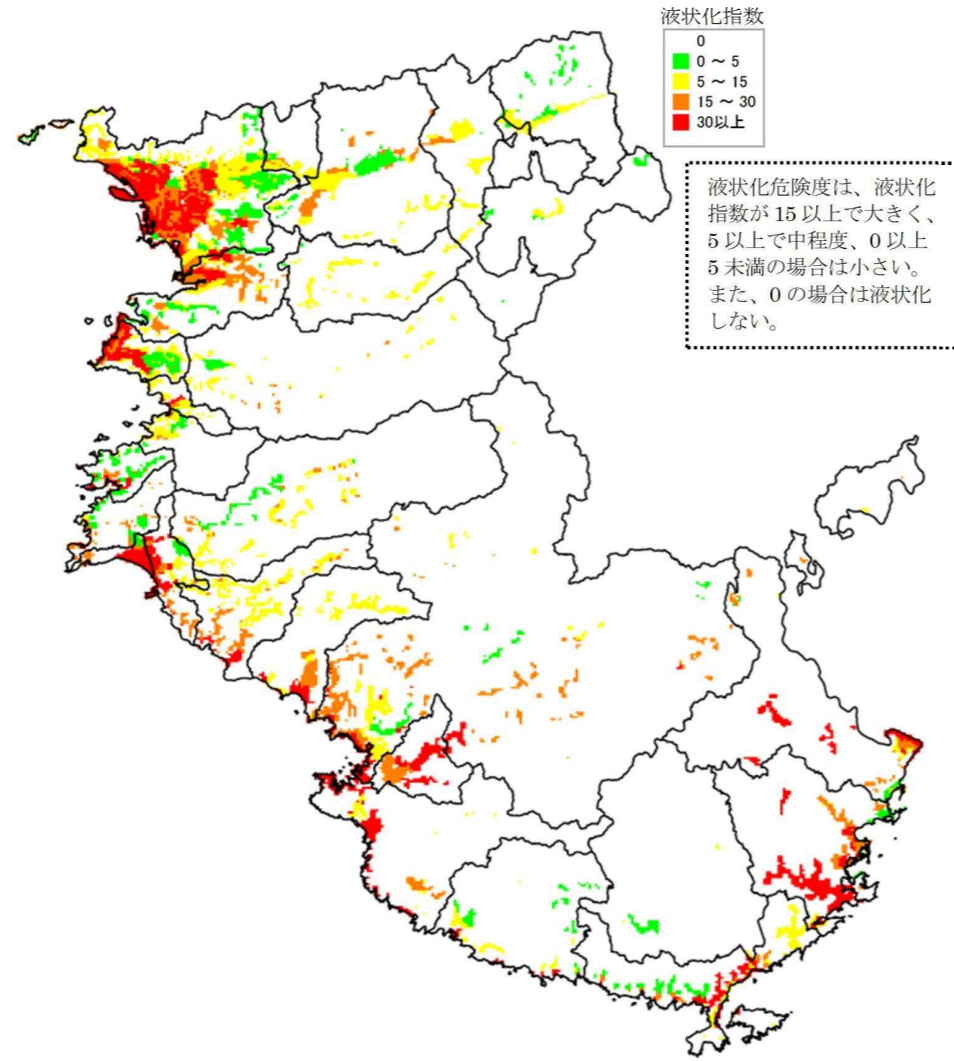 液状化指数
0
0 ～ 5
5 ～ 15
15 ～ 30
30以上
液状化危険度は、液状化
指数が 15 以上で大きく、
5 以上で中程度、0 以上
5 未満の場合は小さい。
また、0 の場合は液状化
しない。